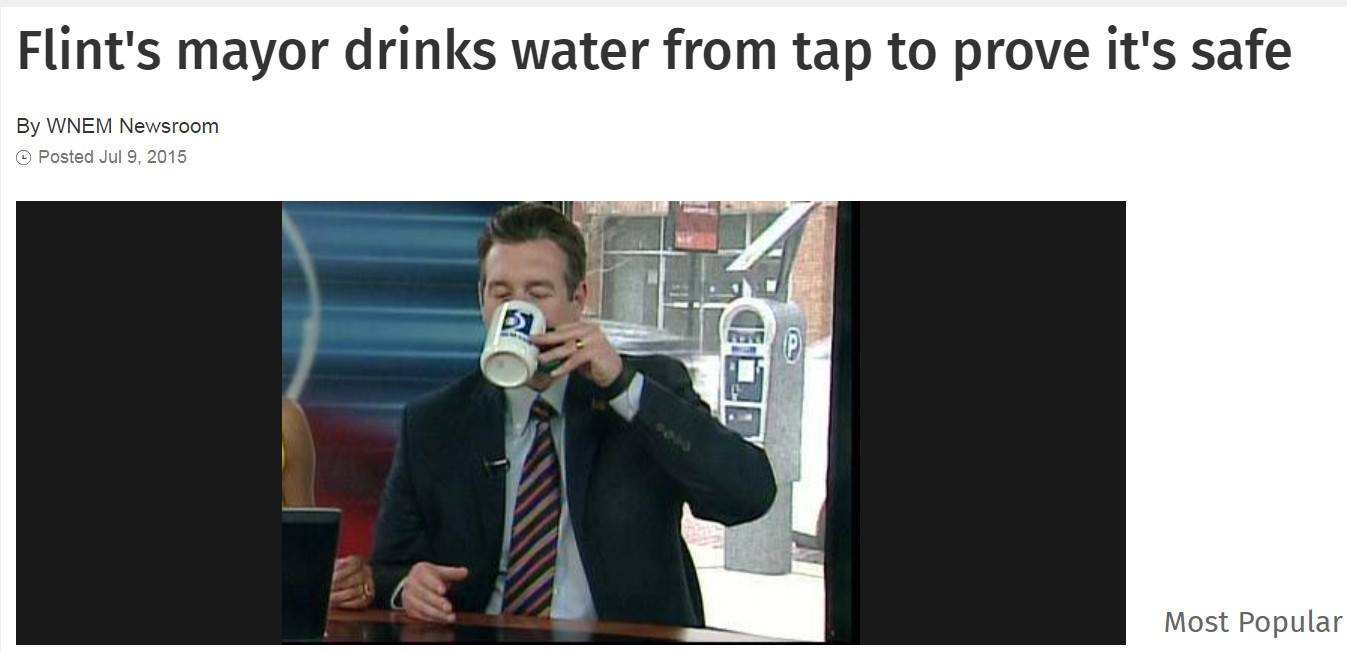 Flint's mayor drinks water from tap to prove it's safe
By WNEM Newsroom
Posted Jul 9, 2015
P
Most Popular